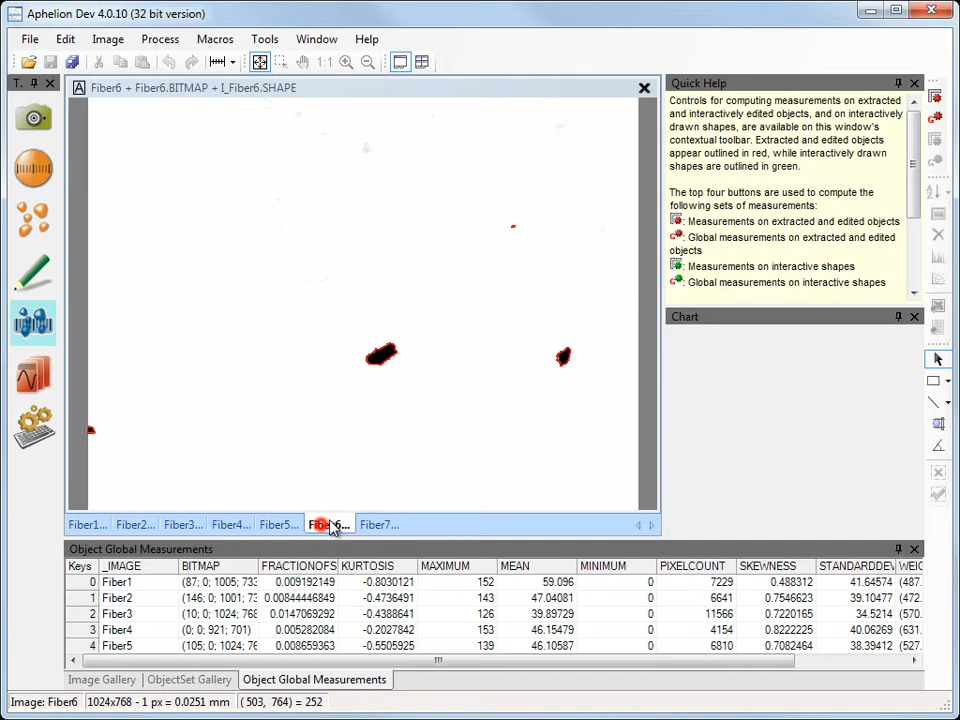 Aphelion Dev 4.0.10 (32 bit version)
File Edit Image Process Macros Tools Window Help
1:1
T.
A Fiber6 + Fiber6.BITMAP + I_Fiber6.SHAPE
Quick Help
Controls for computing measurements on extracted
and interactively edited objects, and on interactively
drawn shapes, are available on this window's
contextual toolbar. Extracted and edited objects
appear outlined in red, while interactively drawn
shapes are outlined in green.
The top four buttons are used to compute the
following sets of measurements:
: Measurements on extracted and edited objects
: Global measurements on extracted and edited
objects
: Measurements on interactive shapes
: Global measurements on interactive shapes
Chart
Fiber1... Fiber2... Fiber3... Fiber4... Fiber5... Fiber6... Fiber7...
Object Global Measurements
Keys _IMAGE BITMAP FRACTIONOFS KURTOSIS MAXIMUM MEAN MINIMUM PIXELCOUNT SKEWNESS STANDARDDEV WEIG
0 Fiber1 (87; 0; 1005; 733 0.009192149 -0.8030121 152 59.096 0 7229 0.488312 41.64574 (487.
1 Fiber2 (146; 0; 1001; 73 0.00844446849 -0.4736491 143 47.04081 0 6641 0.7546623 39.10477 (570.
2 Fiber3 (10; 0; 1024; 768 0.0147069292 -0.4388641 126 39.89729 0 11566 0.7220165 34.5214 (570.
3 Fiber4 (0; 0; 921; 701) 0.005282084 -0.2027842 153 46.15479 0 4154 0.8222225 40.06269 (631.
4 Fiber5 (105; 0; 1024; 76 0.008659363 -0.5505925 139 46.10587 0 6810 0.7082464 38.39412 (510.
Image Gallery ObjectSet Gallery Object Global Measurements
Image: Fiber6 1024x768 - 1 px = 0.0251 mm (503, 764) = 252